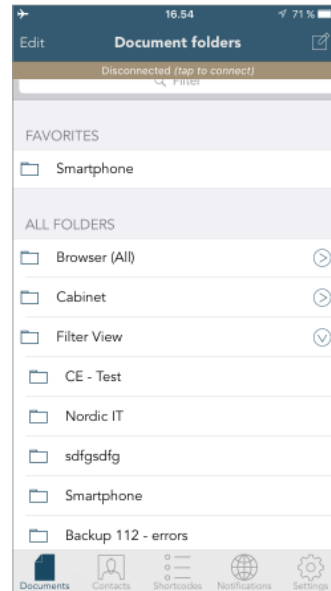 16.54
71 %
Edit
Document folders
Disconnected (tap to connect)
Filter
FAVORITES
Smartphone
ALL FOLDERS
Browser (All)
Cabinet
Filter View
CE - Test
Nordic IT
sdfgsdfg
Smartphone
Backup 112 - errors
Documents
Contacts
Shortcodes
Notifications
Settings